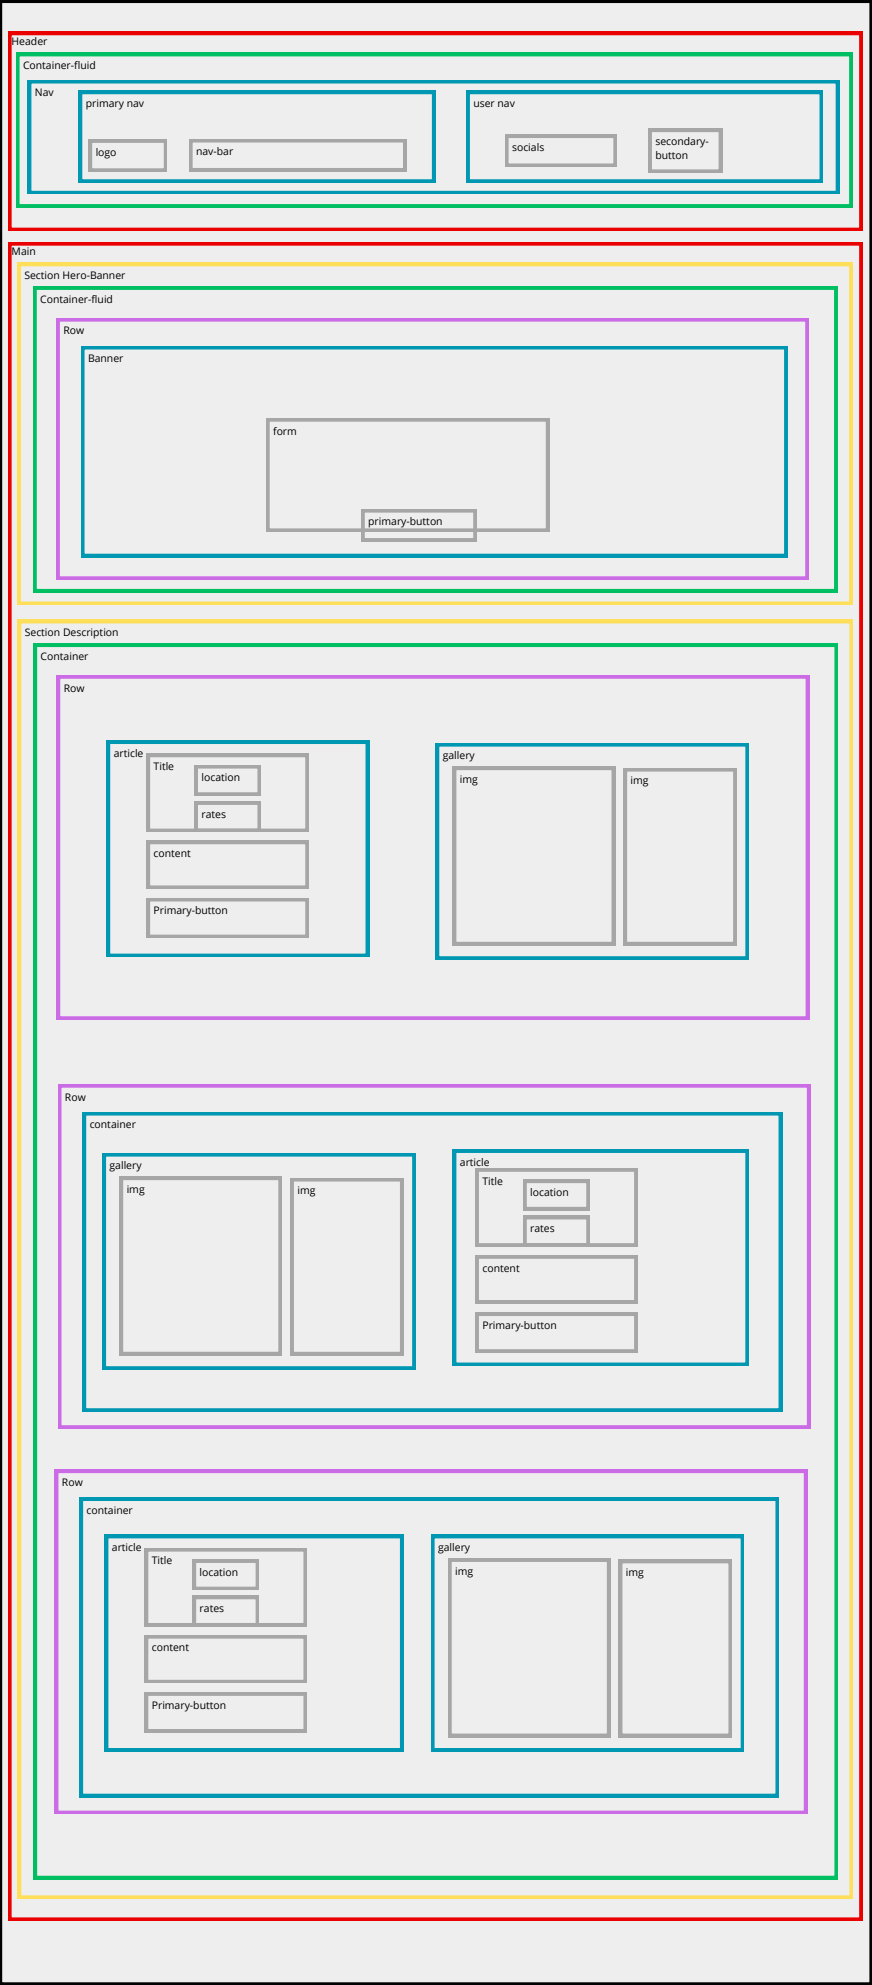 Header
Container-fluid
Nav
primary nav
logo
nav-bar
user nav
socials
secondary-
button
Main
Section Hero-Banner
Container-fluid
Row
Banner
form
primary-button
Section Description
Container
Row
article
Title
location
rates
content
Primary-button
gallery
img
img
Row
container
gallery
img
img
article
Title
location
rates
content
Primary-button
Row
container
article
Title
location
rates
content
Primary-button
gallery
img
img